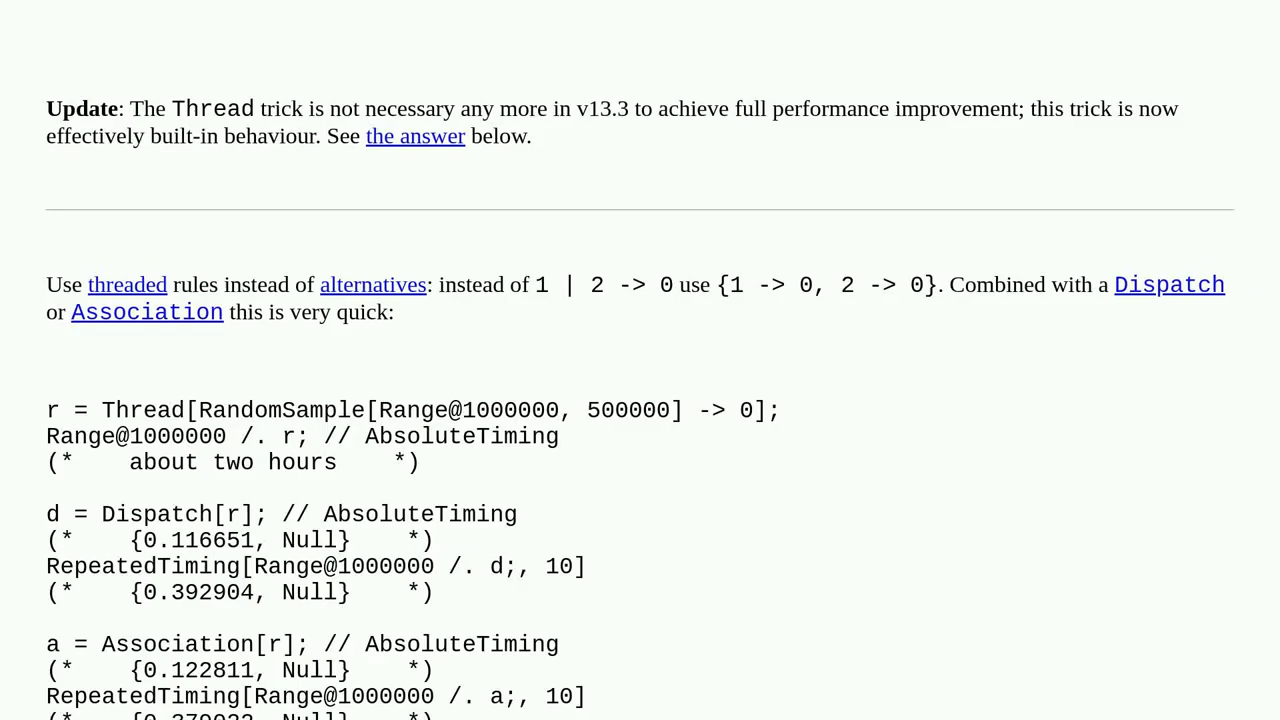 Update: The Thread trick is not necessary any more in v13.3 to achieve full performance improvement; this trick is now
effectively built-in behaviour. See the answer below.
Use threaded rules instead of alternatives: instead of 1 | 2 -> 0 use {1 -> 0, 2 -> 0}. Combined with a Dispatch
or Association this is very quick:
r = Thread[RandomSample[Range@1000000, 500000] -> 0];
Range@1000000 /. r; // AbsoluteTiming
(*    about two hours    *)
d = Dispatch[r]; // AbsoluteTiming
(*    {0.116651, Null}    *)
RepeatedTiming[Range@1000000 /. d;, 10]
(*    {0.392904, Null}    *)
a = Association[r]; // AbsoluteTiming
(*    {0.122811, Null}    *)
RepeatedTiming[Range@1000000 /. a;, 10]
(*    Null}    *)